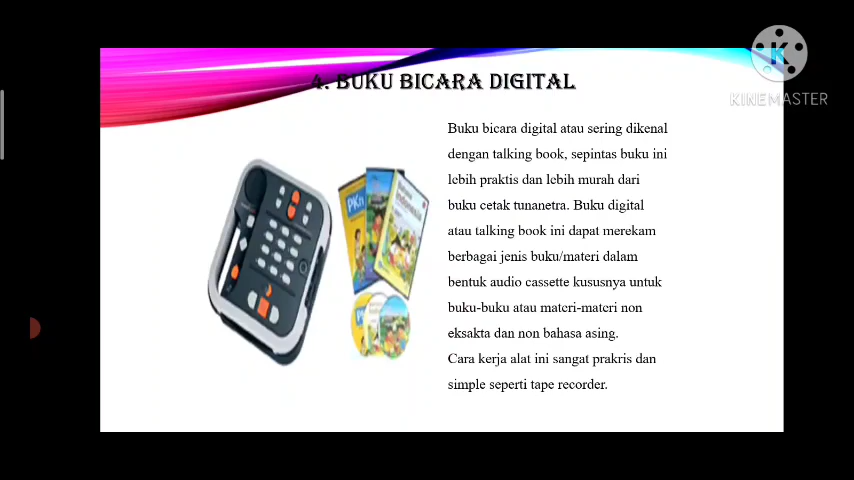 KINEMASTER
4. BUKU BICARA DIGITAL
Buku bicara digital atau sering dikenal
dengan talking book, sepintas buku ini
lebih praktis dan lebih murah dari
buku cetak tunanetra. Buku digital
atau talking book ini dapat merekam
berbagai jenis buku/materi dalam
bentuk audio cassette kususnya untuk
buku-buku atau materi-materi non
eksakta dan non bahasa asing.
Cara kerja alat ini sangat prakris dan
simple seperti tape recorder.
PKn
Indonesia